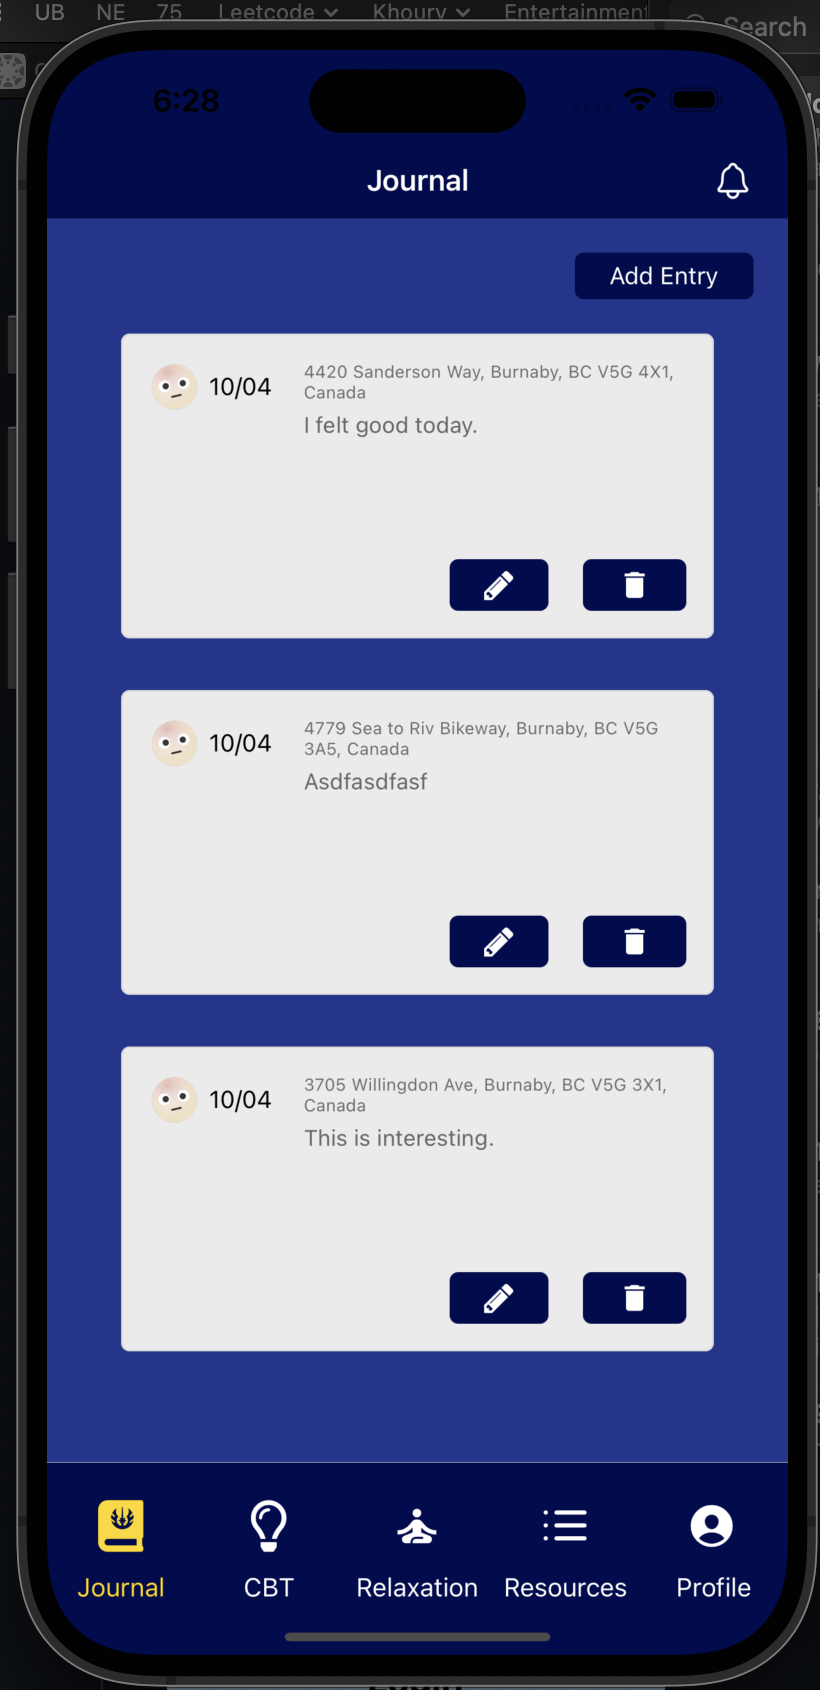 UB NE 75 Leetcode Khoury Entertainment
Search
6:28
Journal
Add Entry
10/04
4420 Sanderson Way, Burnaby, BC V5G 4X1,
Canada
I felt good today.
10/04
4779 Sea to Riv Bikeway, Burnaby, BC V5G
3A5, Canada
Asdfasdfasf
10/04
3705 Willingdon Ave, Burnaby, BC V5G 3X1,
Canada
This is interesting.
Journal CBT Relaxation Resources Profile